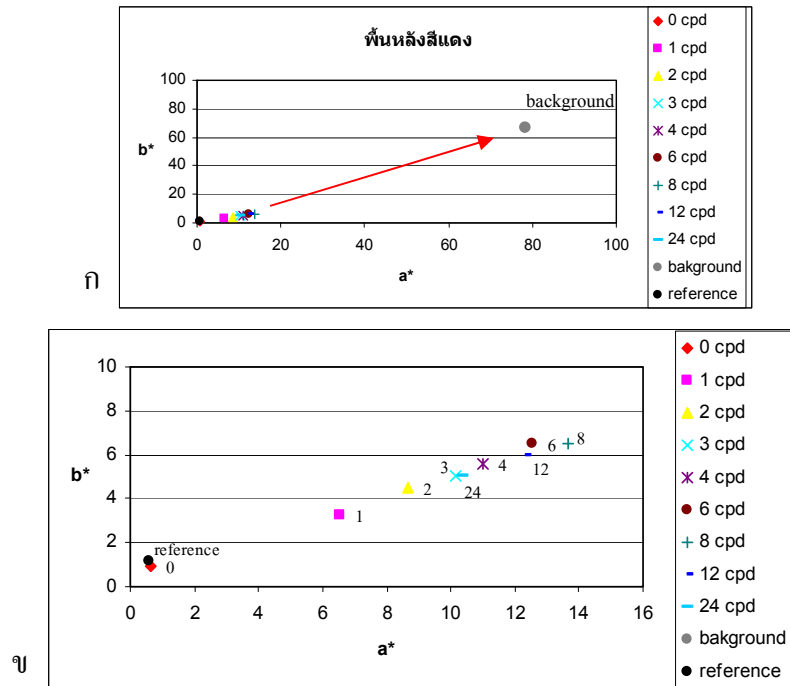 พื้นหลังสีแดง
100
80
60
40
20
0
b*
background
0 20 40 60 80 100
a*
0 cpd
1 cpd
2 cpd
3 cpd
4 cpd
6 cpd
8 cpd
12 cpd
24 cpd
bakground
reference
ก
10
8
6
4
2
0
b*
reference
0
1
2
3
24
4
6
8
12
0 2 4 6 8 10 12 14 16
a*
0 cpd
1 cpd
2 cpd
3 cpd
4 cpd
6 cpd
8 cpd
12 cpd
24 cpd
bakground
reference
ข